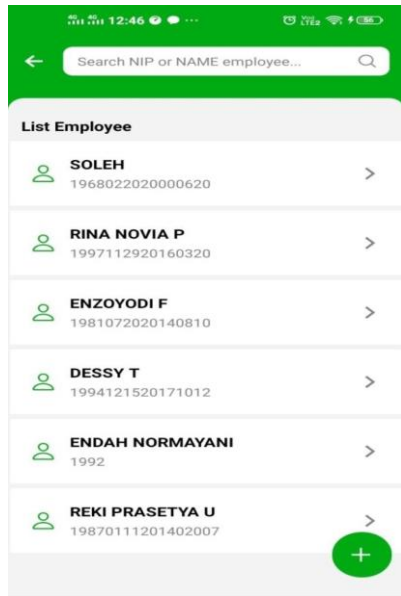 12:46
56
Search NIP or NAME employee...
List Employee
SOLEH
1968022020000620
RINA NOVIA P
1997112920160320
ENZOYODI F
1981072020140810
DESSY T
1994121520171012
ENDAH NORMAYANI
1992
REKI PRASETYA U
19870111201402007